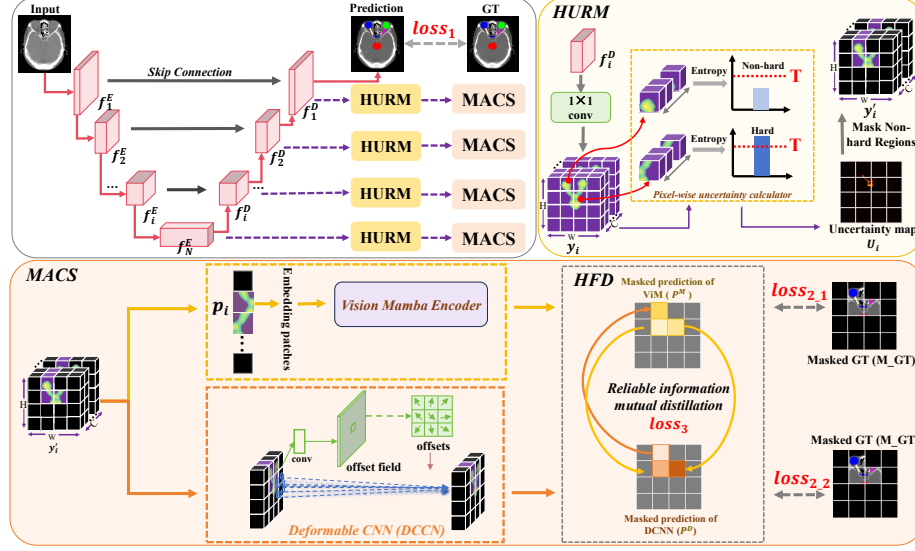 Input
Prediction
GT
loss₁
Skip Connection
f₁ᴱ
f₁ᴰ
HURM
MACS
f₂ᴱ
f₂ᴰ
HURM
MACS
...
...
fᵢᴱ
fᵢᴰ
HURM
MACS
f_Nᴱ
HURM
MACS
HURM
fᵢᴰ
1×1
conv
H
W
C
yᵢ
Entropy
Non-hard
T
Entropy
Hard
T
Pixel-wise uncertainty calculator
H
W
C
yᵢ′
Mask Non-
hard Regions
Uncertainty map
Uᵢ
MACS
H
W
C
yᵢ′
pᵢ
Embedding patches
Vision Mamba Encoder
conv
offset field
offsets
Deformable CNN (DCCN)
HFD
Masked prediction of
ViM (Pᴹ)
Reliable information
mutual distillation
loss₃
Masked prediction of
DCNN (Pᴰ)
loss₂_₁
Masked GT (M_GT)
Masked GT (M_GT
loss₂_₂